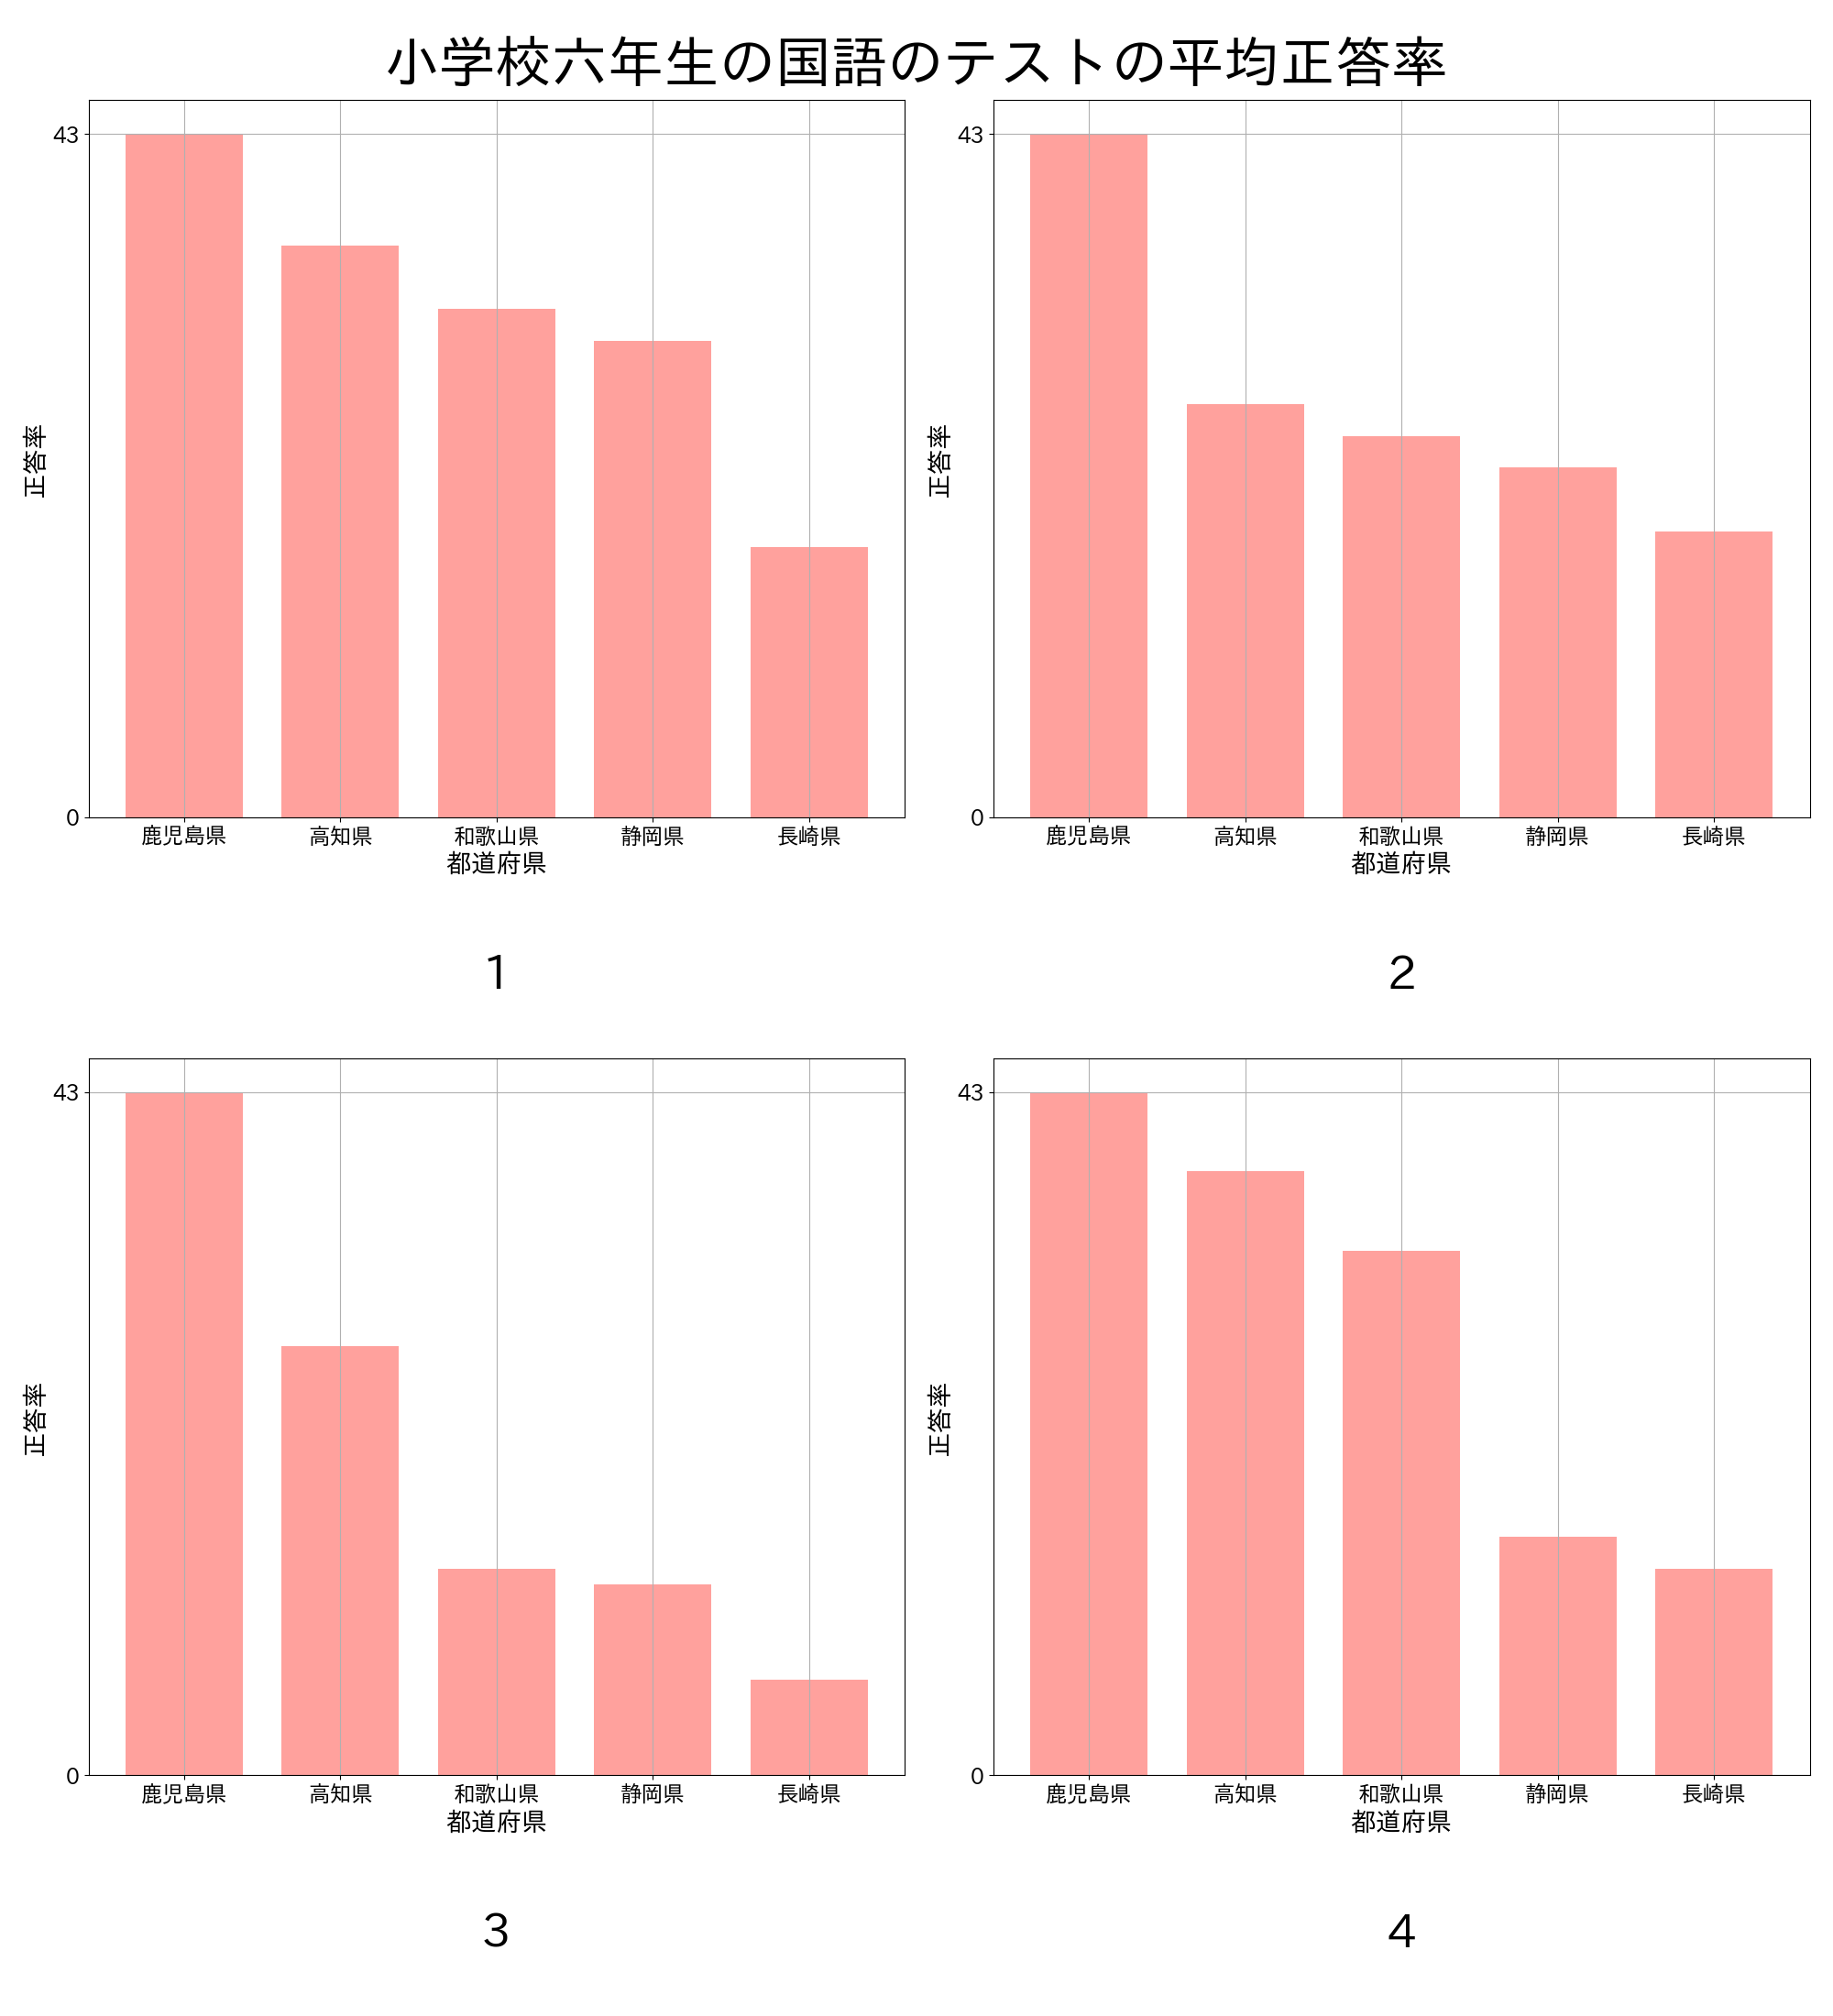 小学校六年生の国語のテストの平均正答率
43
0
正答率
鹿児島県 高知県 和歌山県 静岡県 長崎県
都道府県
1
43
0
正答率
鹿児島県 高知県 和歌山県 静岡県 長崎県
都道府県
2
43
0
正答率
鹿児島県 高知県 和歌山県 静岡県 長崎県
都道府県
3
43
0
正答率
鹿児島県 高知県 和歌山県 静岡県 長崎県
都道府県
4